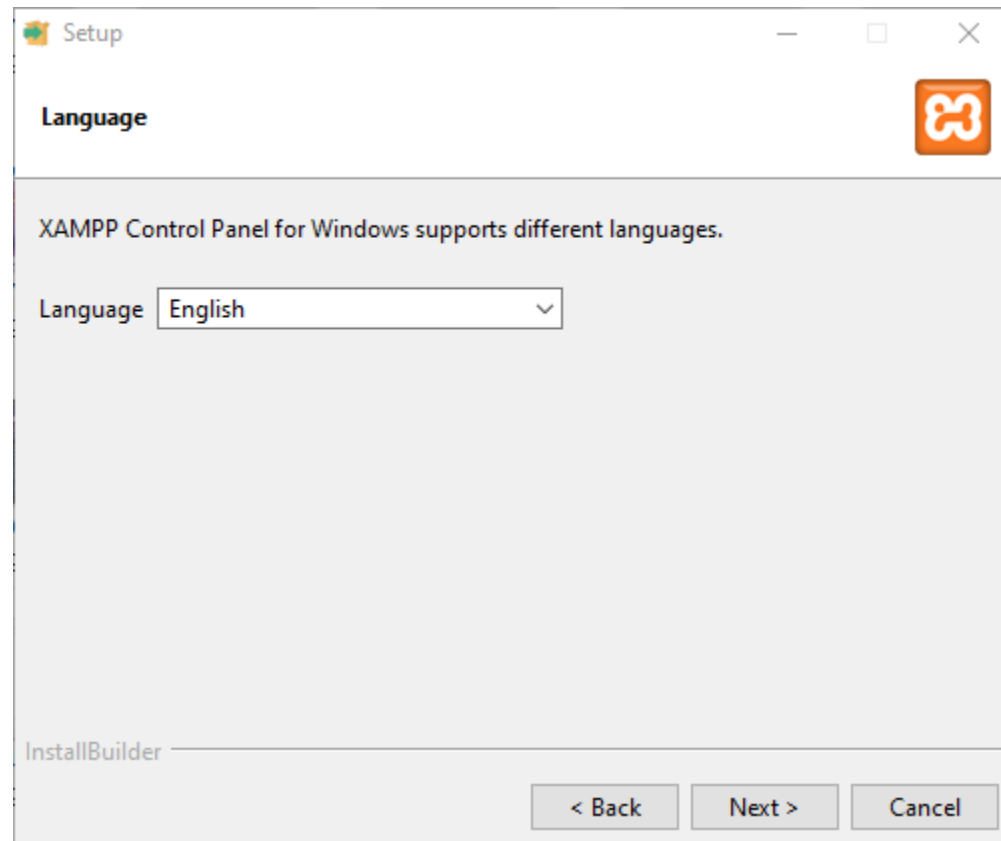 Setup
Language
XAMPP Control Panel for Windows supports different languages.
Language English
InstallBuilder
< Back Next > Cancel